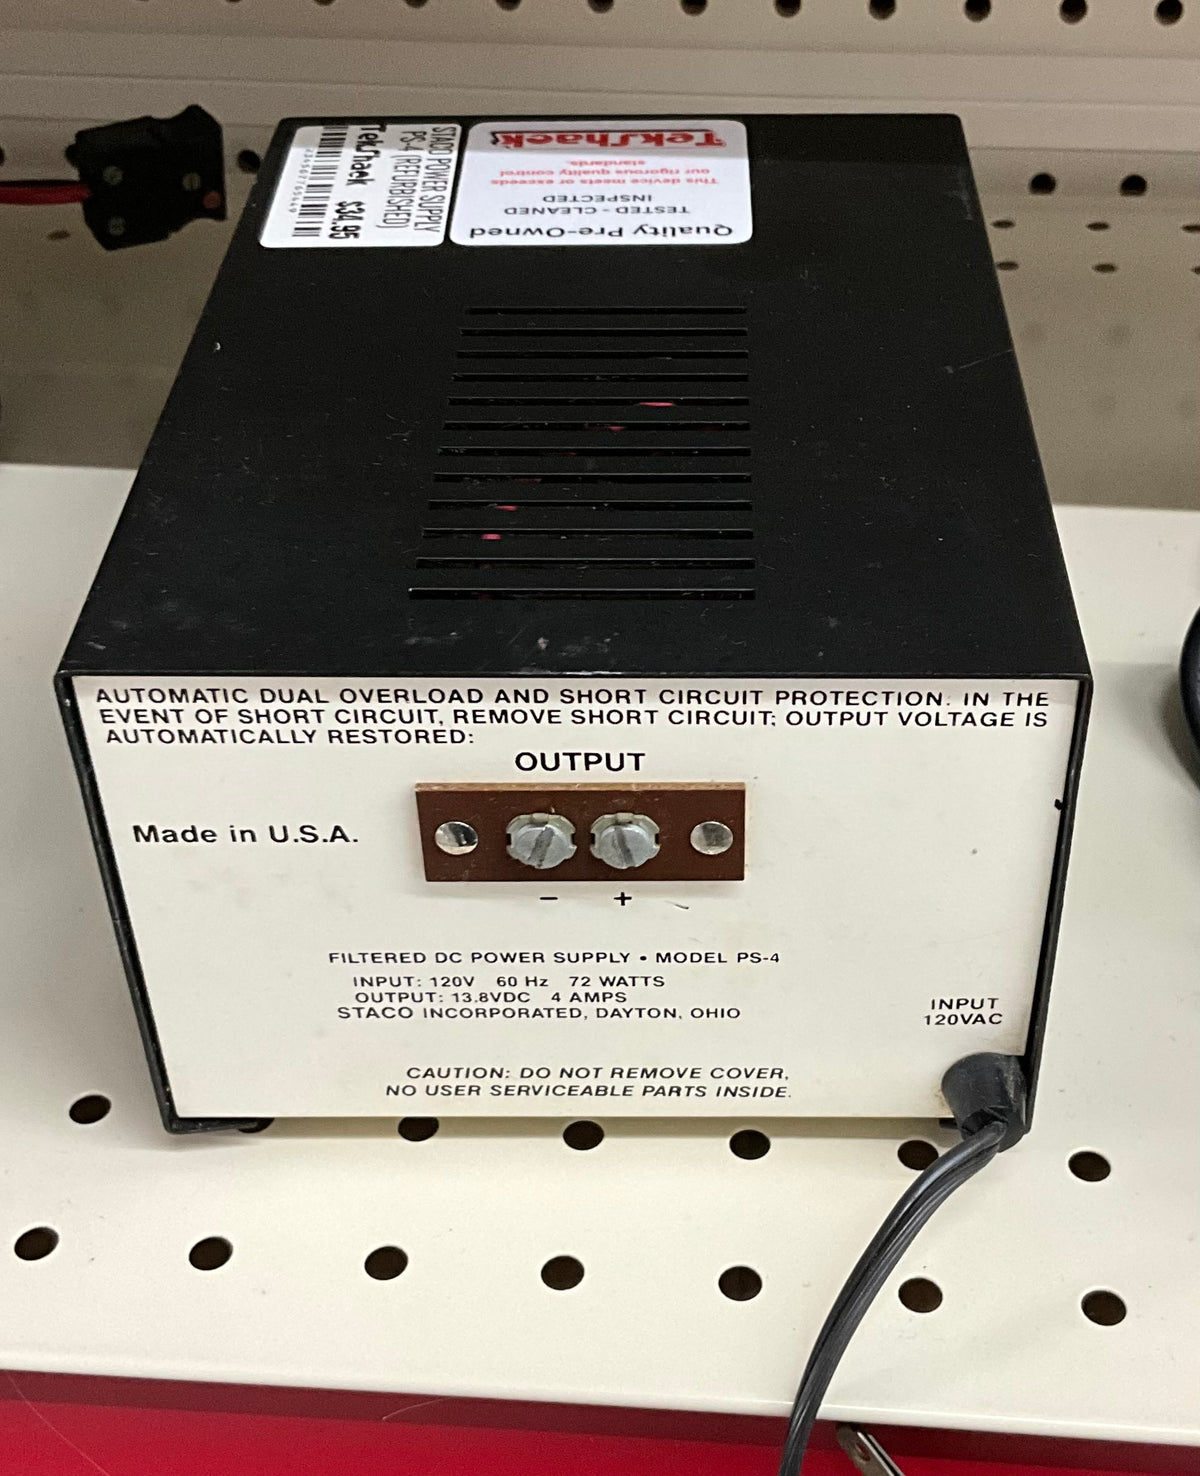 STACO POWER SUPPLY
PS-4 (REFURBISHED)
TekShack $34.95
TekShack
This device meets or exceeds
our rigorous quality control
standards.
TESTED - CLEANED
INSPECTED
Quality Pre-Owned
AUTOMATIC DUAL OVERLOAD AND SHORT CIRCUIT PROTECTION: IN THE
EVENT OF SHORT CIRCUIT, REMOVE SHORT CIRCUIT; OUTPUT VOLTAGE IS
AUTOMATICALLY RESTORED:
OUTPUT
Made in U.S.A.
− +
FILTERED DC POWER SUPPLY • MODEL PS-4
INPUT: 120V 60 Hz 72 WATTS
OUTPUT: 13.8VDC 4 AMPS
STACO INCORPORATED, DAYTON, OHIO
INPUT
120VAC
CAUTION: DO NOT REMOVE COVER,
NO USER SERVICEABLE PARTS INSIDE.